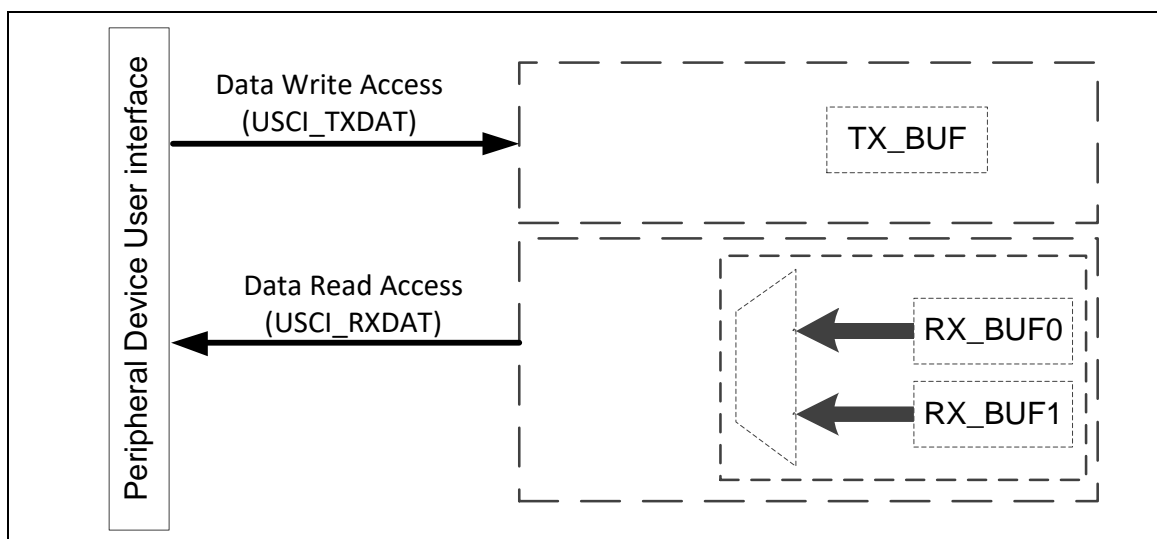 Peripheral Device User interface
Data Write Access
(USCI_TXDAT)
TX_BUF
Data Read Access
(USCI_RXDAT)
RX_BUF0
RX_BUF1